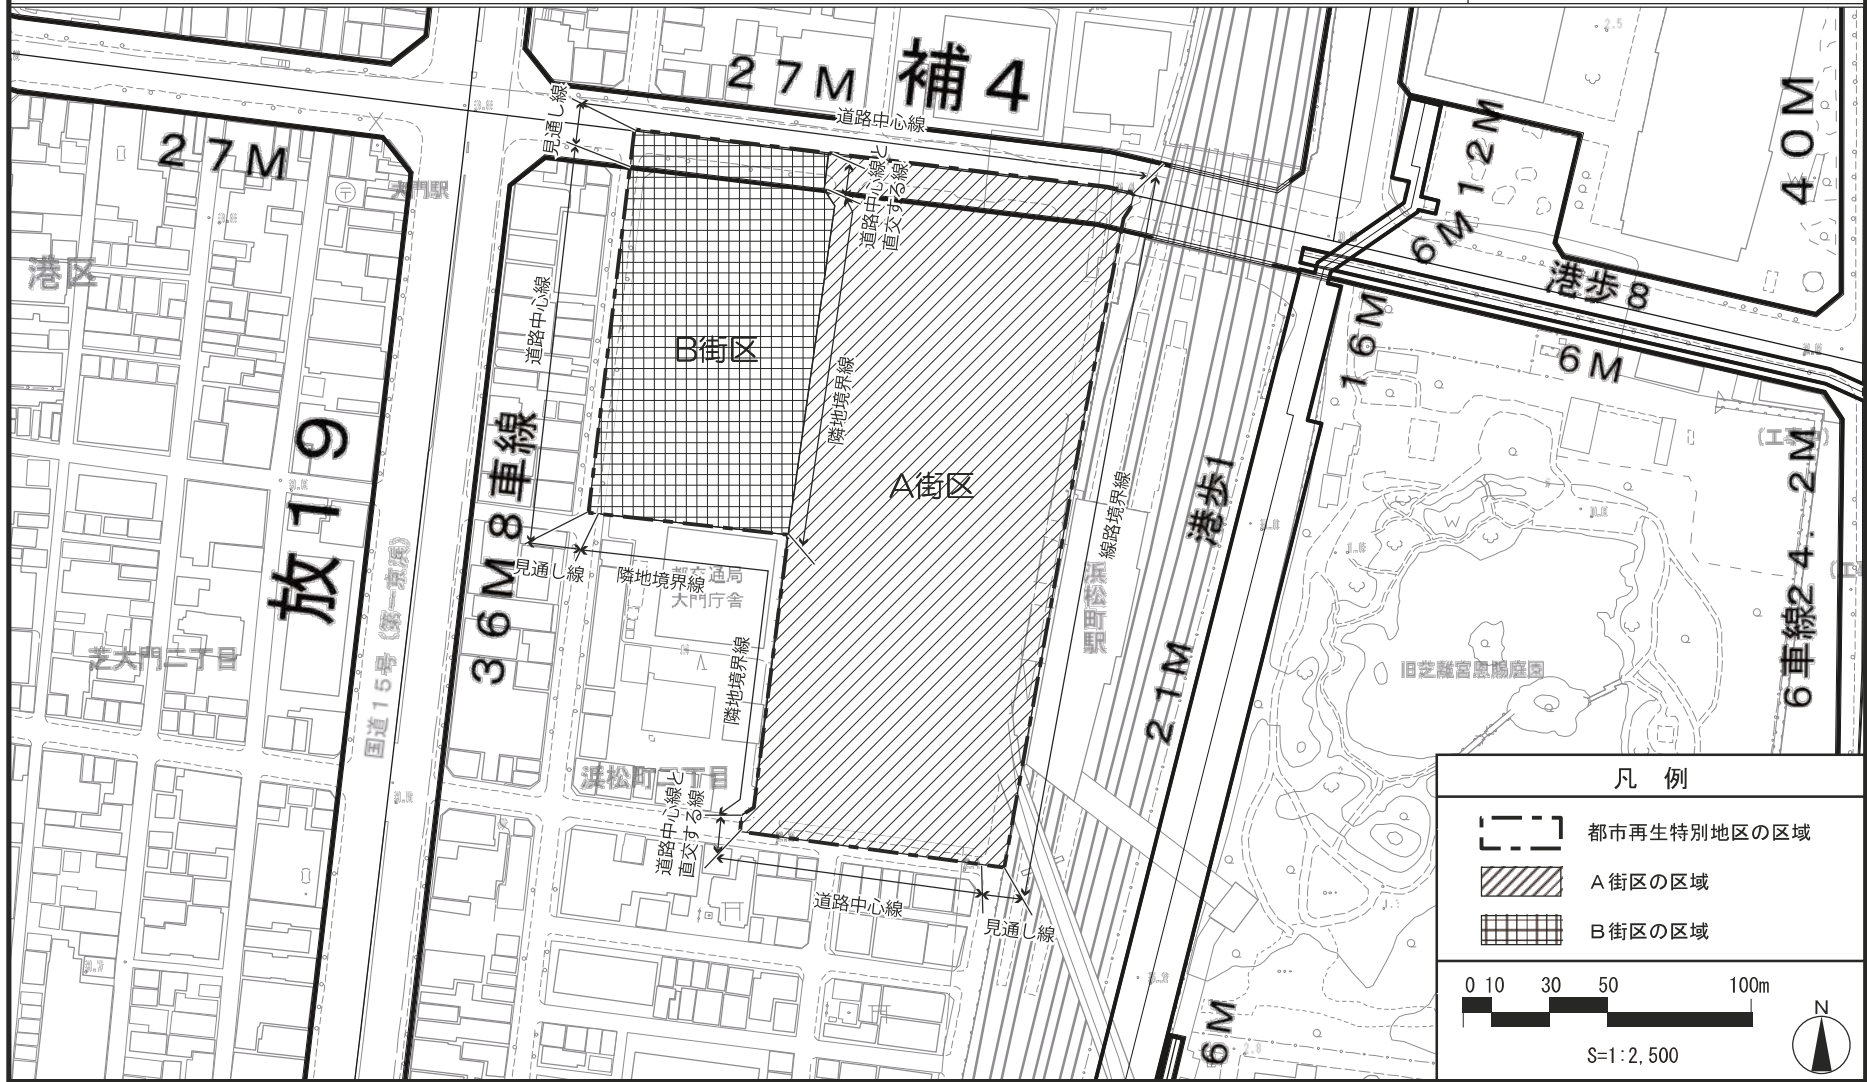 27M
補4
道路中心線
見通し線
27M
大門駅
道路中心線と
直交する線
12M
40M
6M
港区
港歩8
道路中心線
B街区
16M
6M
隣地境界線
放19
36M8車線
A街区
線路境界線
港歩1
6車線24.2M
見通し線
隣地境界線
都交通局
大門庁舎
浜松町駅
国道15号（第一京浜）
芝大門二丁目
隣地境界線
21M
旧芝離宮恩賜庭園
浜松町二丁目
道路中心線と
直交する線
道路中心線
見通し線
6M
凡 例
都市再生特別地区の区域
A街区の区域
B街区の区域
0 10 30 50 100m
S=1:2,500
N